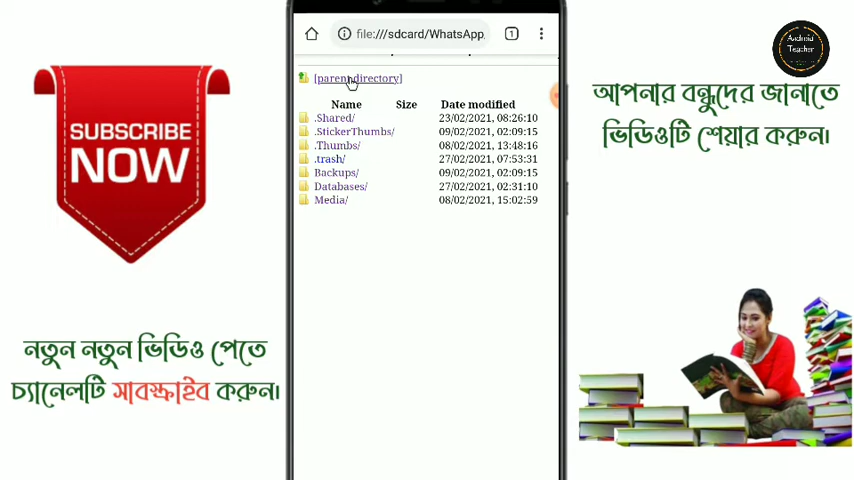 Android
Teacher
file:///sdcard/WhatsApp
1
[parent directory]
Name Size Date modified
.Shared/ 23/02/2021, 08:26:10
.StickerThumbs/ 09/02/2021, 02:09:15
.Thumbs/ 08/02/2021, 13:48:16
.trash/ 27/02/2021, 07:53:31
Backups/ 09/02/2021, 02:09:15
Databases/ 27/02/2021, 02:31:10
Media/ 08/02/2021, 15:02:59
SUBSCRIBE
NOW
নতুন নতুন ভিডিও পেতে
চ্যানেলটি সাবস্ক্রাইব করুন।
আপনার বন্ধুদের জানাতে
ভিডিওটি শেয়ার করুন।